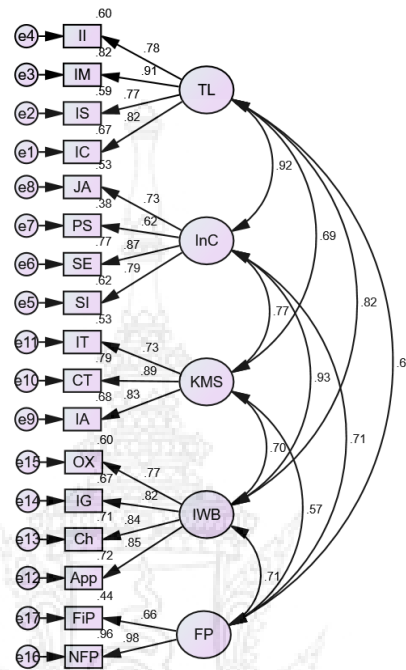 .60
e4 II .78
.82
e3 IM .91 TL
.59
e2 IS .77
.67
e1 IC .82
.53
e8 JA .73
.38
e7 PS .62 InC
.77
e6 SE .87
.62
e5 SI .79
.53
e11 IT .73
.79
e10 CT .89 KMS
.68
e9 IA .83
.60
e15 OX .77
.67
e14 IG .82 IWB
.71
e13 Ch .84
.72
e12 App .85
.44
e17 FiP .66 FP
.96
e16 NFP .98
.92
.69
.82
.6
.77
.93
.71
.70
.57
.71